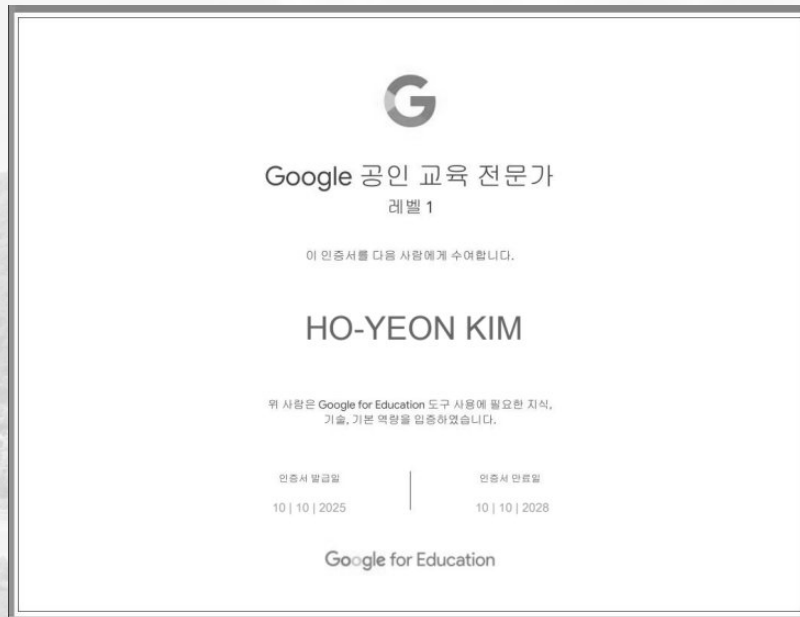 Google 공인 교육 전문가
레벨 1
이 인증서를 다음 사람에게 수여합니다.
HO-YEON KIM
위 사람은 Google for Education 도구 사용에 필요한 지식,
기술, 기본 역량을 입증하였습니다.
인증서 발급일
인증서 만료일
10 | 10 | 2025
10 | 10 | 2028
Google for Education